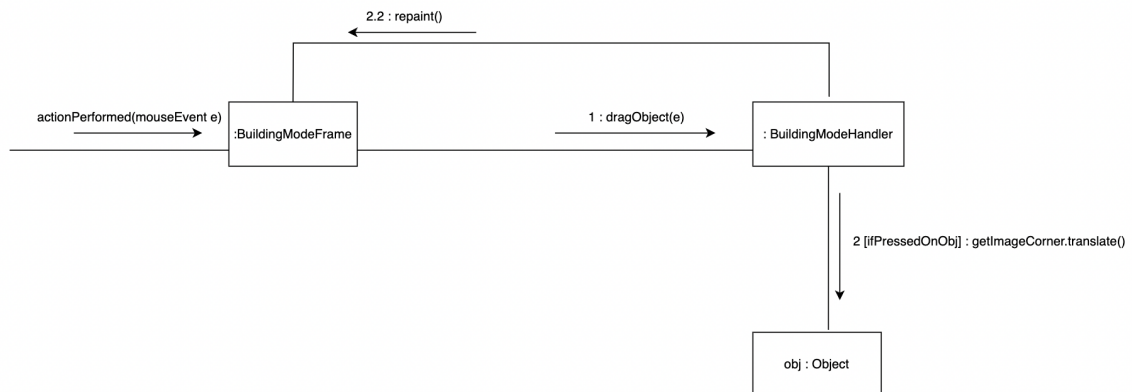 2.2 : repaint()
actionPerformed(mouseEvent e)
:BuildingModeFrame
1 : dragObject(e)
: BuildingModeHandler
2 [ifPressedOnObj] : getImageCorner.translate()
obj : Object